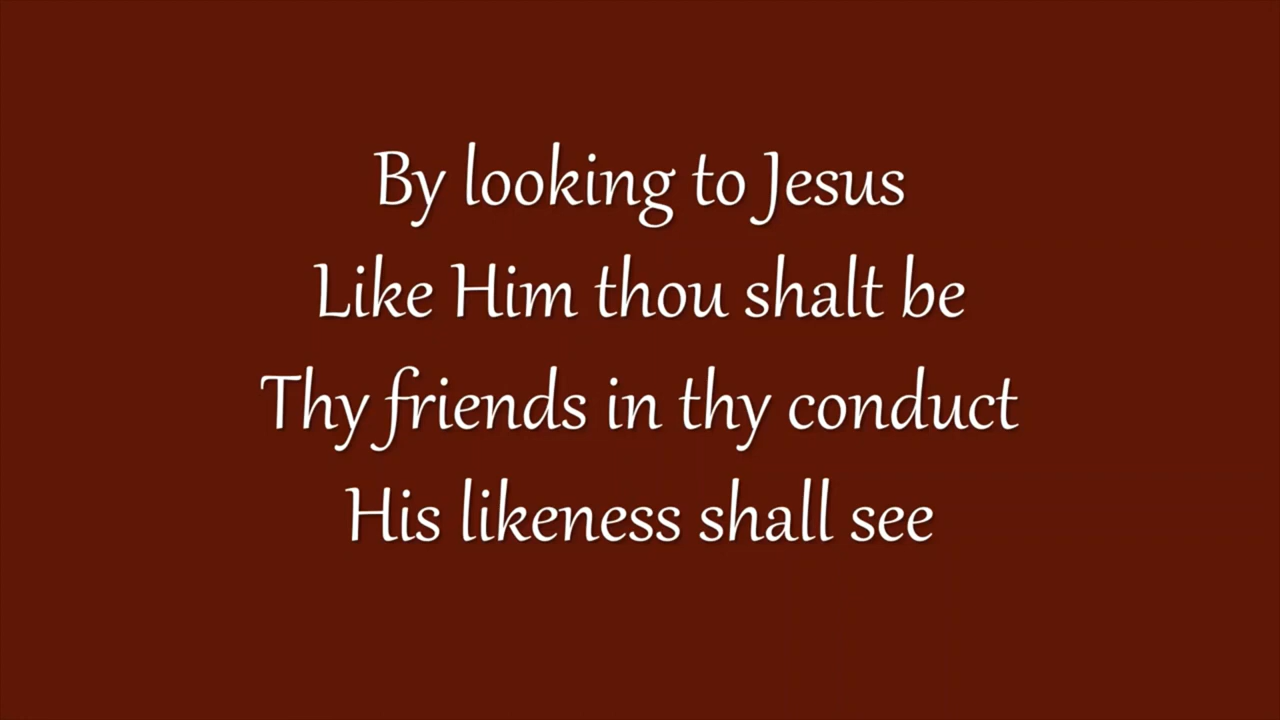 By looking to Jesus
Like Him thou shalt be
Thy friends in thy conduct
His likeness shall see